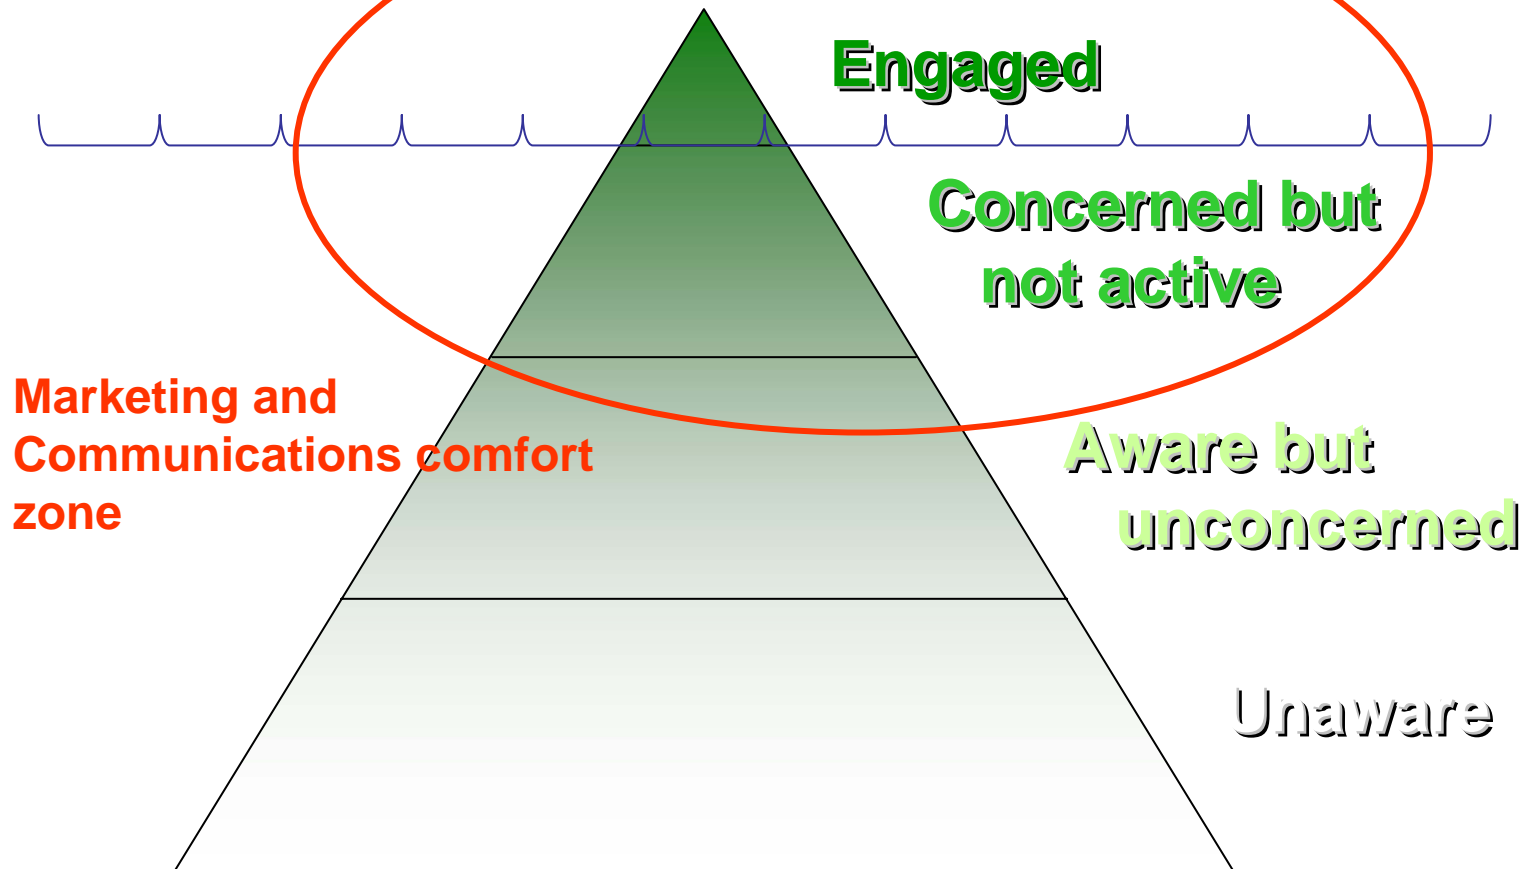 Engaged
Concerned but
not active
Marketing and
Communications comfort
zone
Aware but
unconcerned
Unaware